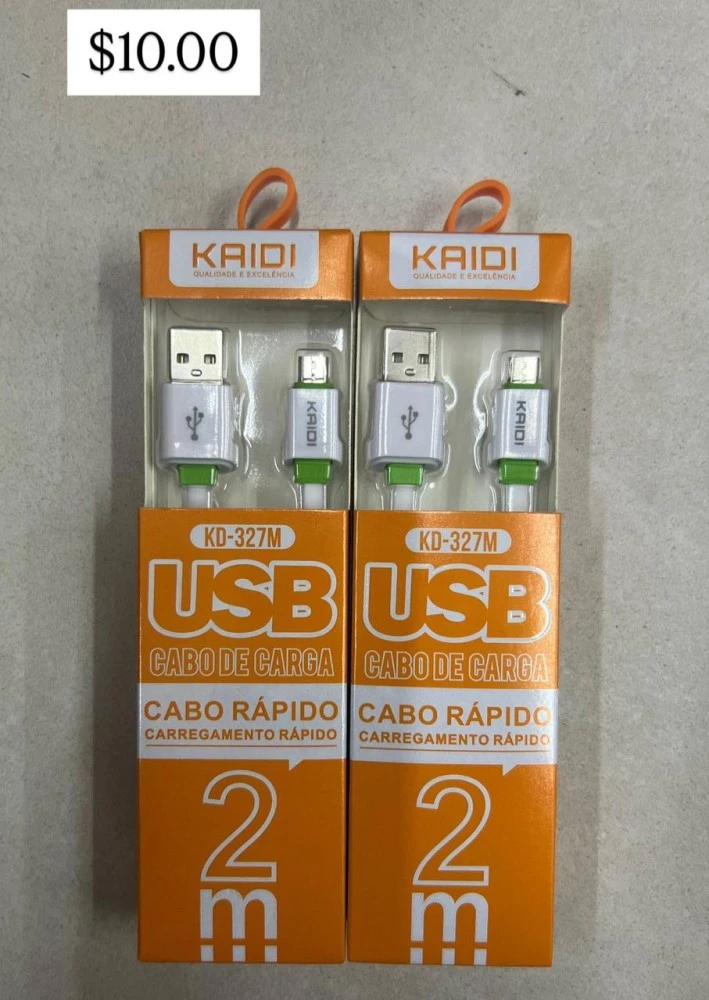 $10.00
KAIDI
QUALIDADE E EXCELÊNCIA
KAIDI
KD-327M
USB
CABO DE CARGA
CABO RÁPIDO
CARREGAMENTO RÁPIDO
2
m
KAIDI
QUALIDADE E EXCELÊNCIA
KAIDI
KD-327M
USB
CABO DE CARGA
CABO RÁPIDO
CARREGAMENTO RÁPIDO
2
m